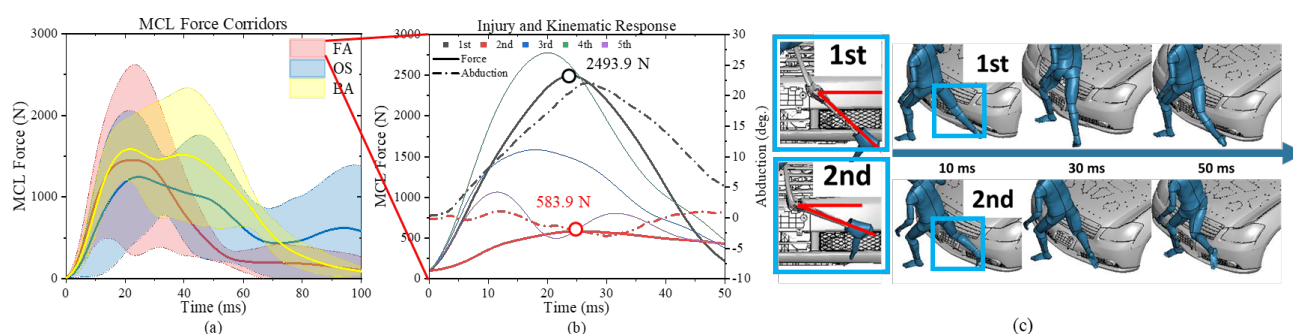 MCL Force Corridors
3000
2500
2000
1000
500
0
MCL Force (N)
FA
OS
0 20 40 60 80 100
Time (ms)
(a)
Injury and Kinematic Response
1st 2nd 3rd 4th 5th
Force
Abduction
2493.9 N
583.9 N
3000
2500
2000
1500
1000
500
0
MCL Force (N)
30
25
20
15
10
5
0
-5
-10
Abduction (deg.)
0 10 20 30 40 50
Time (ms)
(b)
1st
2nd
1st
10 ms 30 ms 50 ms
2nd
(c)